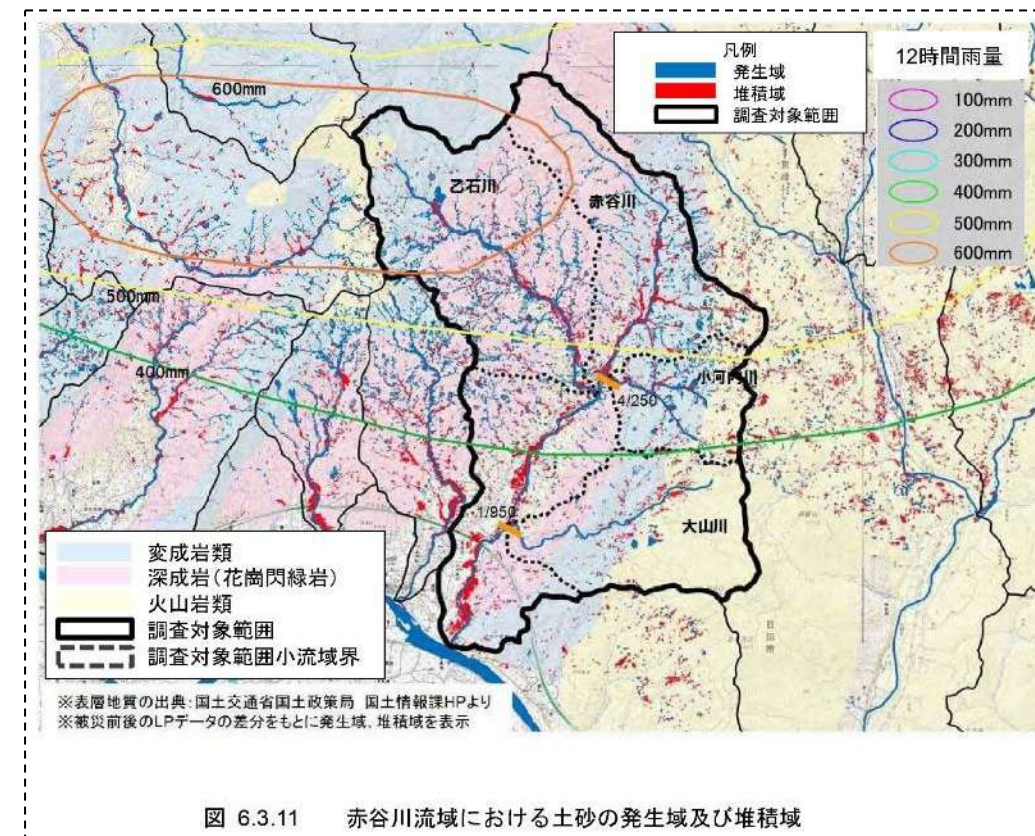 凡例
発生域
堆積域
調査対象範囲
12時間雨量
100mm
200mm
300mm
400mm
500mm
600mm
600mm
乙石川
赤谷川
500mm
400mm
小河内川
4/250
1/950
大山川
日田市
変成岩類
深成岩(花崗閃緑岩)
火山岩類
調査対象範囲
調査対象範囲小流域界
※表層地質の出典:国土交通省国土政策局 国土情報課HPより
※被災前後のLPデータの差分をもとに発生域、堆積域を表示
図 6.3.11 赤谷川流域における土砂の発生域及び堆積域